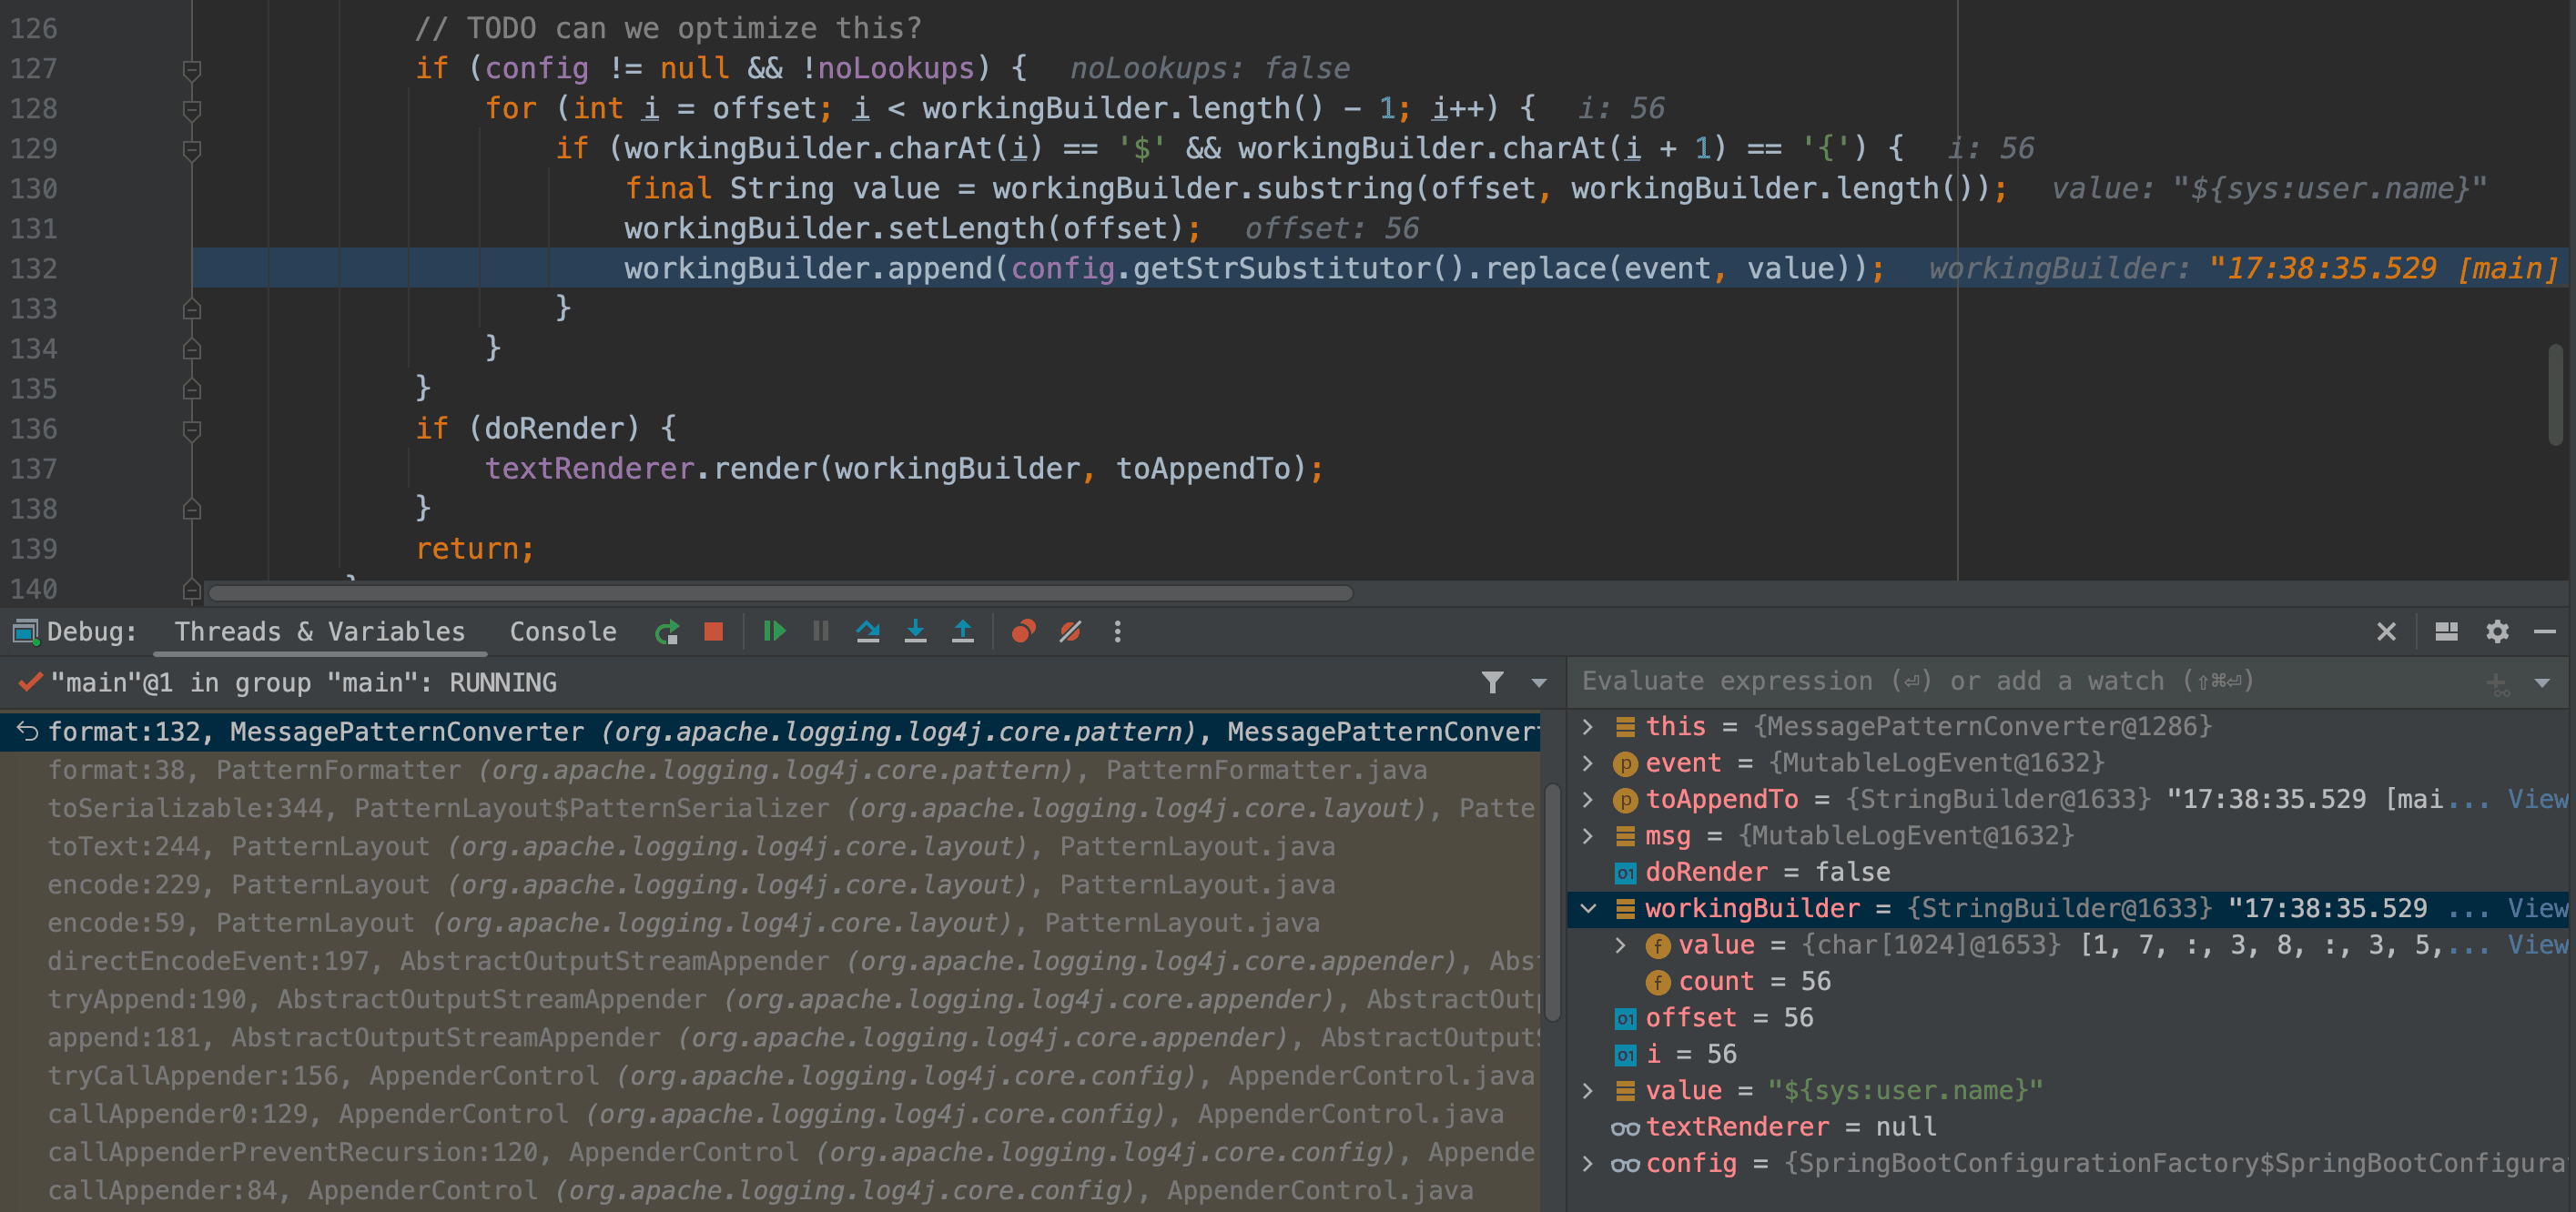 126 // TODO can we optimize this?
127 if (config != null && !noLookups) { noLookups: false
128 for (int i = offset; i < workingBuilder.length() - 1; i++) { i: 56
129 if (workingBuilder.charAt(i) == '$' && workingBuilder.charAt(i + 1) == '{') { i: 56
130 final String value = workingBuilder.substring(offset, workingBuilder.length()); value: "${sys:user.name}"
131 workingBuilder.setLength(offset); offset: 56
132 workingBuilder.append(config.getStrSubstitutor().replace(event, value)); workingBuilder: "17:38:35.529 [main]
133 }
134 }
135 }
136 if (doRender) {
137 textRenderer.render(workingBuilder, toAppendTo);
138 }
139 return;
140 }
Debug: Threads & Variables Console
"main"@1 in group "main": RUNNING
format:132, MessagePatternConverter (org.apache.logging.log4j.core.pattern), MessagePatternConvert
format:38, PatternFormatter (org.apache.logging.log4j.core.pattern), PatternFormatter.java
toSerializable:344, PatternLayout$PatternSerializer (org.apache.logging.log4j.core.layout), Patte
toText:244, PatternLayout (org.apache.logging.log4j.core.layout), PatternLayout.java
encode:229, PatternLayout (org.apache.logging.log4j.core.layout), PatternLayout.java
encode:59, PatternLayout (org.apache.logging.log4j.core.layout), PatternLayout.java
directEncodeEvent:197, AbstractOutputStreamAppender (org.apache.logging.log4j.core.appender), Abs
tryAppend:190, AbstractOutputStreamAppender (org.apache.logging.log4j.core.appender), AbstractOutp
append:181, AbstractOutputStreamAppender (org.apache.logging.log4j.core.appender), AbstractOutputS
tryCallAppender:156, AppenderControl (org.apache.logging.log4j.core.config), AppenderControl.java
callAppender0:129, AppenderControl (org.apache.logging.log4j.core.config), AppenderControl.java
callAppenderPreventRecursion:120, AppenderControl (org.apache.logging.log4j.core.config), Appende
callAppender:84, AppenderControl (org.apache.logging.log4j.core.config), AppenderControl.java
Evaluate expression (⏎) or add a watch (⇧⌘⏎)
this = {MessagePatternConverter@1286}
event = {MutableLogEvent@1632}
toAppendTo = {StringBuilder@1633} "17:38:35.529 [mai... View
msg = {MutableLogEvent@1632}
doRender = false
workingBuilder = {StringBuilder@1633} "17:38:35.529 ... View
value = {char[1024]@1653} [1, 7, :, 3, 8, :, 3, 5,... View
count = 56
offset = 56
i = 56
value = "${sys:user.name}"
textRenderer = null
config = {SpringBootConfigurationFactory$SpringBootConfigura